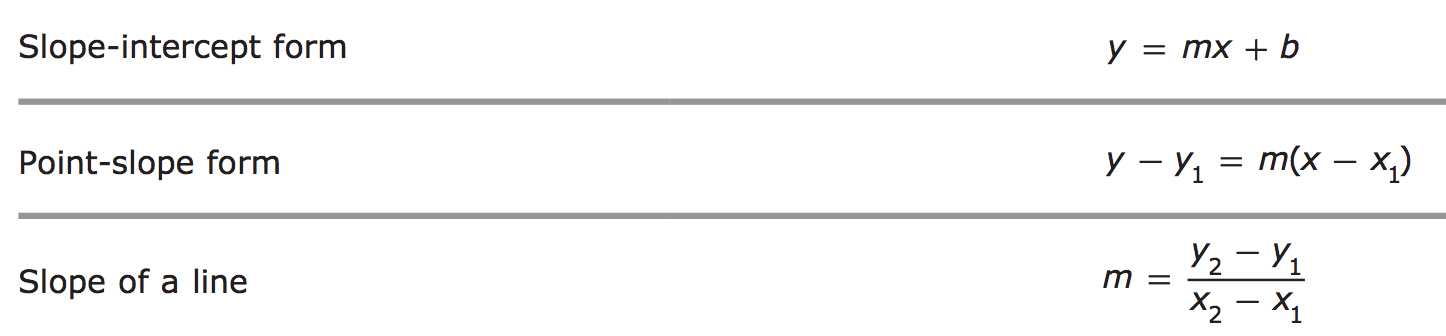 Slope-intercept form y = mx + b
Point-slope form y − y₁ = m(x − x₁)
Slope of a line m = (y₂ − y₁)/(x₂ − x₁)